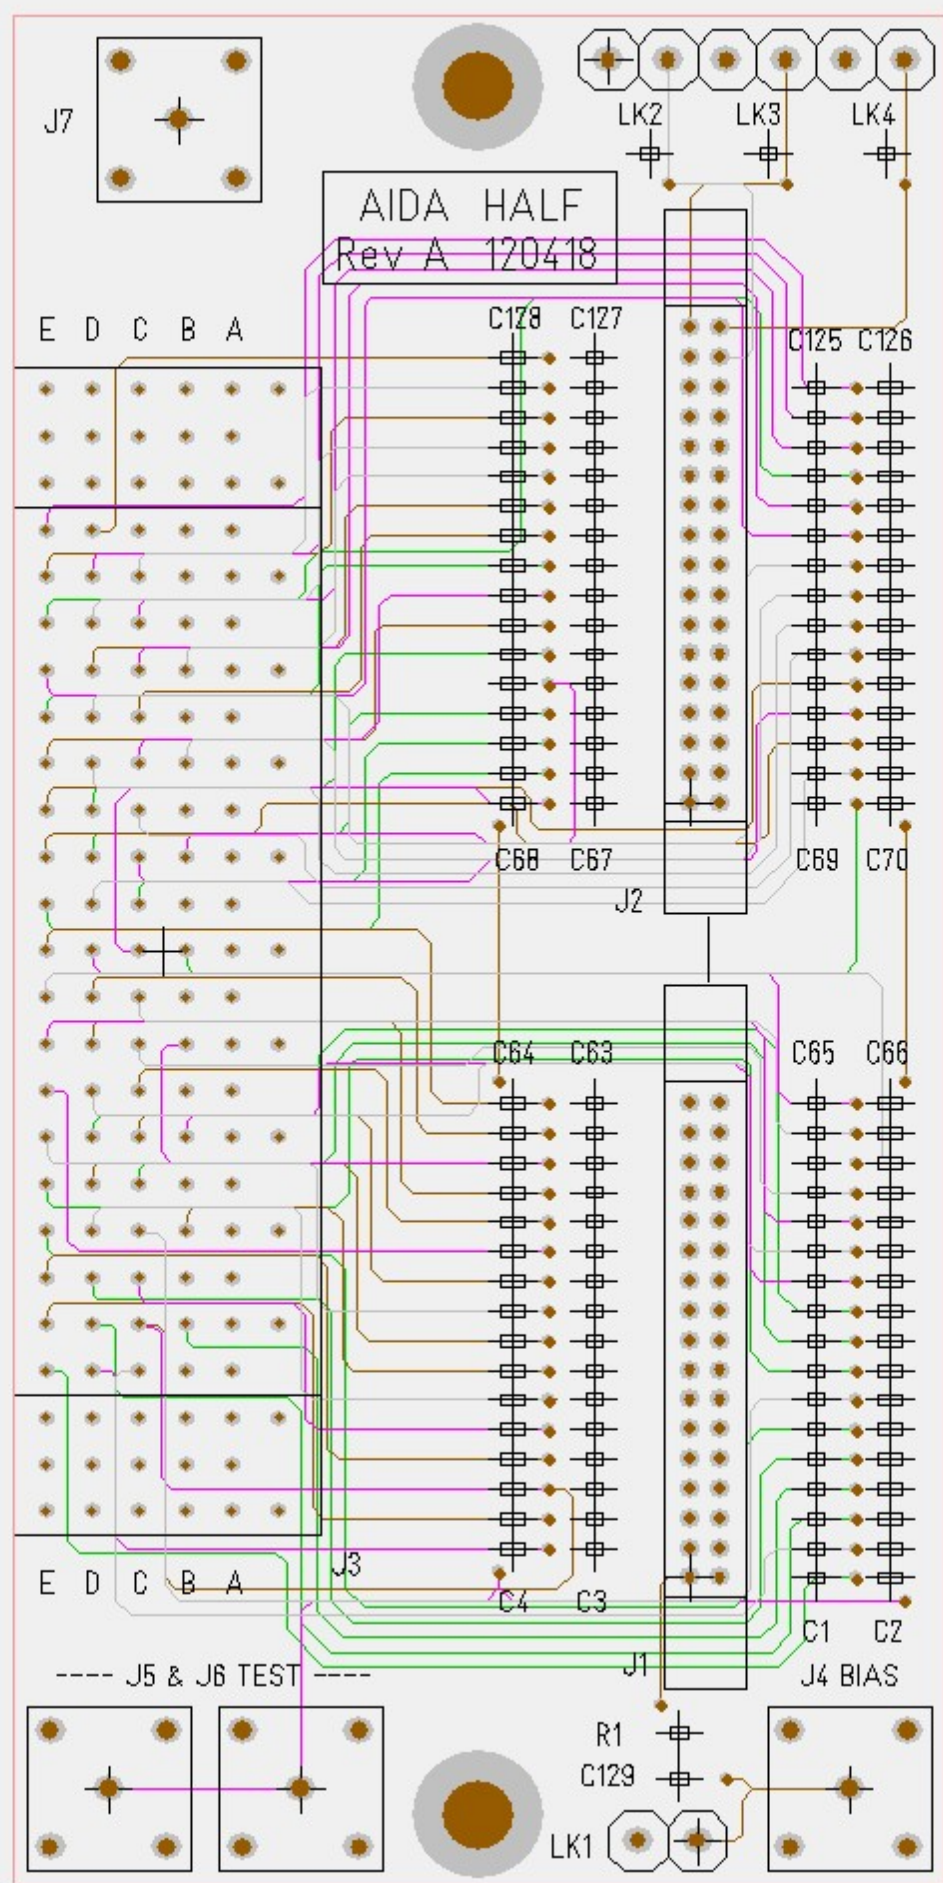 J7
LK2 LK3 LK4
AIDA HALF
Rev A 120418
C128 C127
E D C B A
C125 C126
C68 C67
C69 C70
J2
C64 C63
C65 C66
J3
E D C B A
C4 C3
C1 C2
J1
---- J5 & J6 TEST ----
J4 BIAS
R1
C129
LK1